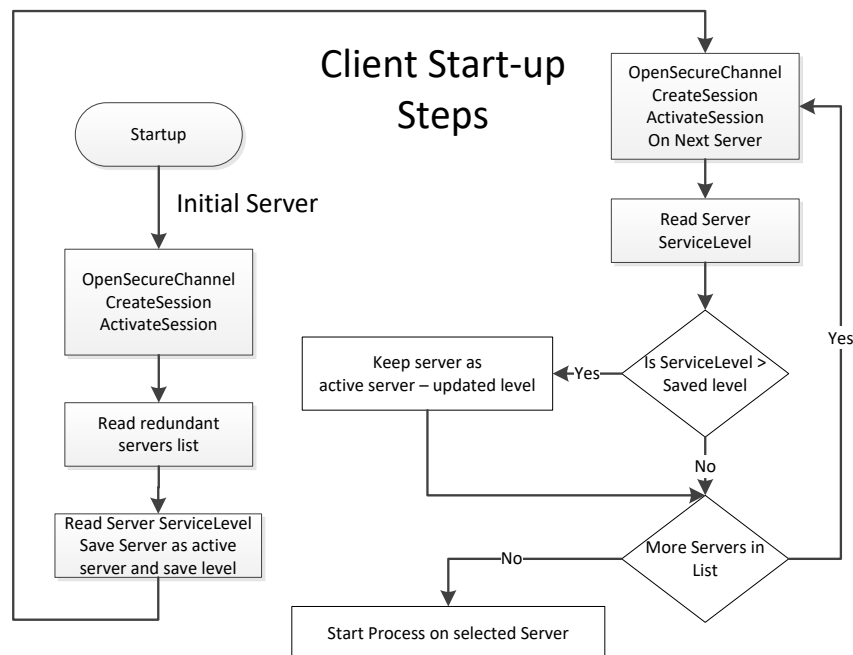 Client Start-up
Steps
Startup
Initial Server
OpenSecureChannel
CreateSession
ActivateSession
Read redundant
servers list
Read Server ServiceLevel
Save Server as active
server and save level
OpenSecureChannel
CreateSession
ActivateSession
On Next Server
Read Server
ServiceLevel
Is ServiceLevel >
Saved level
Yes
Keep server as
active server – updated level
No
More Servers in
List
Yes
No
Start Process on selected Server